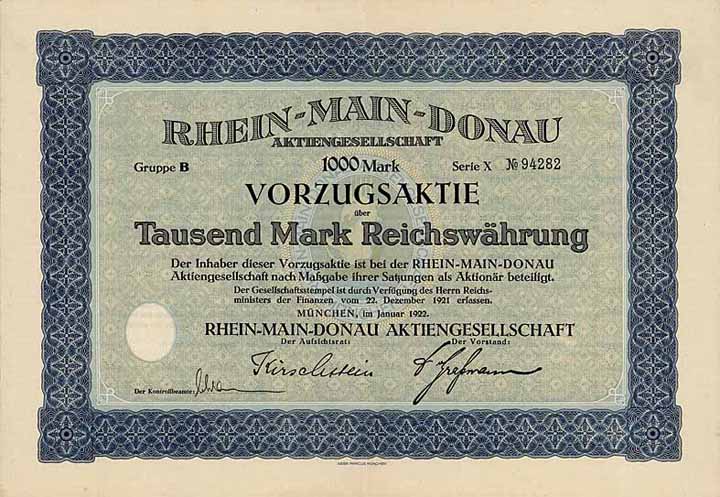 RHEIN-MAIN-DONAU
AKTIENGESELLSCHAFT
Gruppe B 1000 Mark Serie X № 94282
VORZUGSAKTIE
über
Tausend Mark Reichswährung
Der Inhaber dieser Vorzugsaktie ist bei der RHEIN-MAIN-DONAU
Aktiengesellschaft nach Maßgabe ihrer Satzungen als Aktionär beteiligt.
Der Gesellschaftsstempel ist durch Verfügung des Herrn Reichs-
ministers der Finanzen vom 22. Dezember 1921 erlassen.
MÜNCHEN, im Januar 1922.
RHEIN-MAIN-DONAU AKTIENGESELLSCHAFT
Der Aufsichtsrat: Der Vorstand:
Kirschstein
Der Kontrollbeamte: